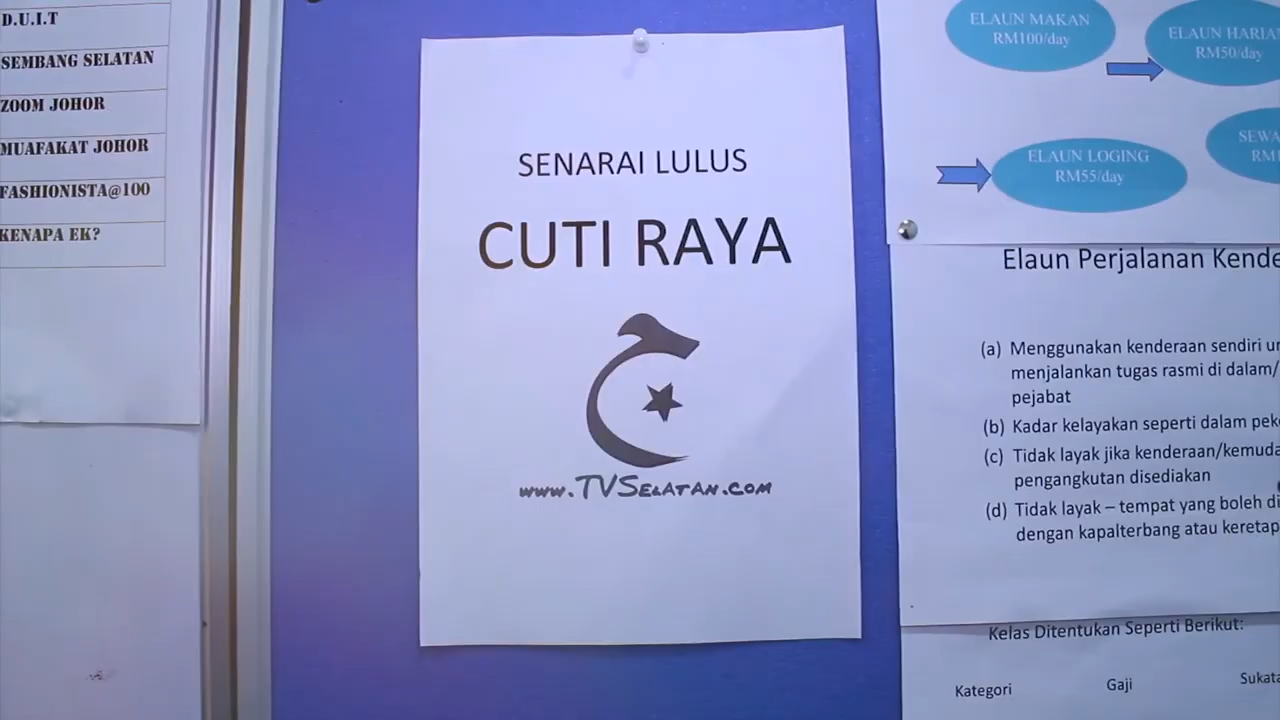 D.U.I.T
SEMBANG SELATAN
ZOOM JOHOR
MUAFAKAT JOHOR
FASHIONISTA@100
KENAPA EK?
SENARAI LULUS
CUTI RAYA
www.TVSELATAN.COM
ELAUN MAKAN
RM100/day
ELAUN HARIAN
RM50/day
ELAUN LOGING
RM55/day
Elaun Perjalanan
(a) Menggunakan kenderaan sendiri
menjalankan tugas rasmi di dalam/
pejabat
(b) Kadar kelayakan seperti dalam
(c) Tidak layak jika kenderaan/
pengangkutan disediakan
(d) Tidak layak – tempat yang boleh
dengan kapalterbang atau
Kelas Ditentukan Seperti Berikut:
Kategori
Gaji